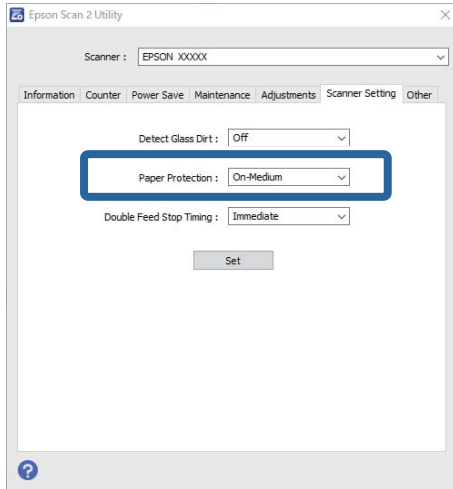 Epson Scan 2 Utility
Scanner : EPSON XXXXX
Information Counter Power Save Maintenance Adjustments Scanner Setting Other
Detect Glass Dirt : Off
Paper Protection : On-Medium
Double Feed Stop Timing : Immediate
Set
?